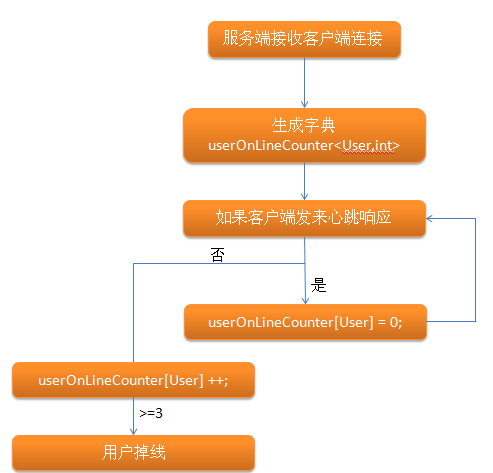 服务端接收客户端连接
生成字典
userOnLineCounter<User,int>
如果客户端发来心跳响应
否
是
userOnLineCounter[User] = 0;
userOnLineCounter[User] ++;
>=3
用户掉线